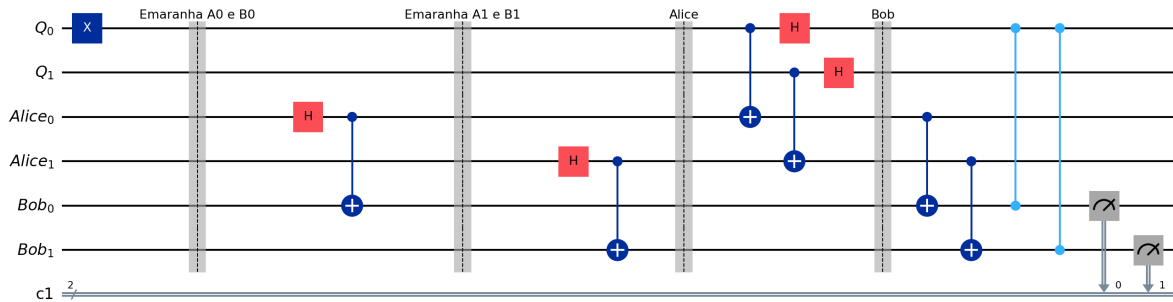 Emaranha A0 e B0 Emaranha A1 e B1 Alice Bob
Q0 X H
Q1 H
Alice0 H
Alice1 H
Bob0
Bob1
c1 2 0 1